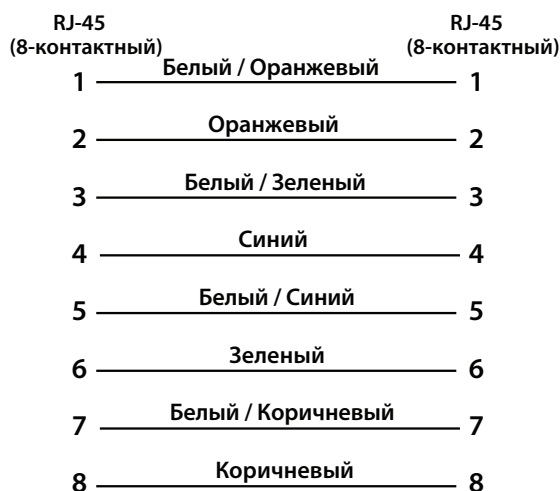 RJ-45 RJ-45
(8-контактный) (8-контактный)
1 Белый / Оранжевый 1
2 Оранжевый 2
3 Белый / Зеленый 3
4 Синий 4
5 Белый / Синий 5
6 Зеленый 6
7 Белый / Коричневый 7
8 Коричневый 8